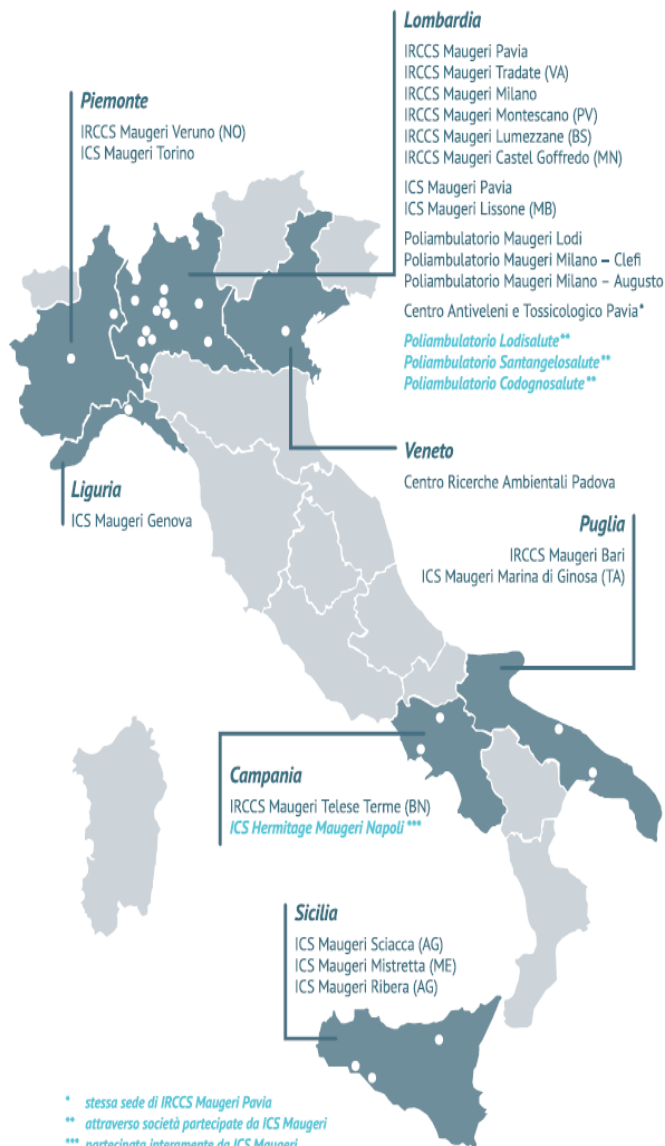 Lombardia
IRCCS Maugeri Pavia
IRCCS Maugeri Tradate (VA)
IRCCS Maugeri Milano
IRCCS Maugeri Montescano (PV)
IRCCS Maugeri Lumezzane (BS)
IRCCS Maugeri Castel Goffredo (MN)
ICS Maugeri Pavia
ICS Maugeri Lissone (MB)
Poliambulatorio Maugeri Lodi
Poliambulatorio Maugeri Milano – Clefi
Poliambulatorio Maugeri Milano – Augusto
Centro Antiveleni e Tossicologico Pavia*
Poliambulatorio Lodisalute**
Poliambulatorio Santangelosalute**
Poliambulatorio Codognosalute**
Piemonte
IRCCS Maugeri Veruno (NO)
ICS Maugeri Torino
Veneto
Centro Ricerche Ambientali Padova
Liguria
ICS Maugeri Genova
Puglia
IRCCS Maugeri Bari
ICS Maugeri Marina di Ginosa (TA)
Campania
IRCCS Maugeri Telese Terme (BN)
ICS Hermitage Maugeri Napoli ***
Sicilia
ICS Maugeri Sciacca (AG)
ICS Maugeri Mistretta (ME)
ICS Maugeri Ribera (AG)
* stessa sede di IRCCS Maugeri Pavia
** attraverso società partecipate da ICS Maugeri
*** partecipata interamente da ICS Maugeri